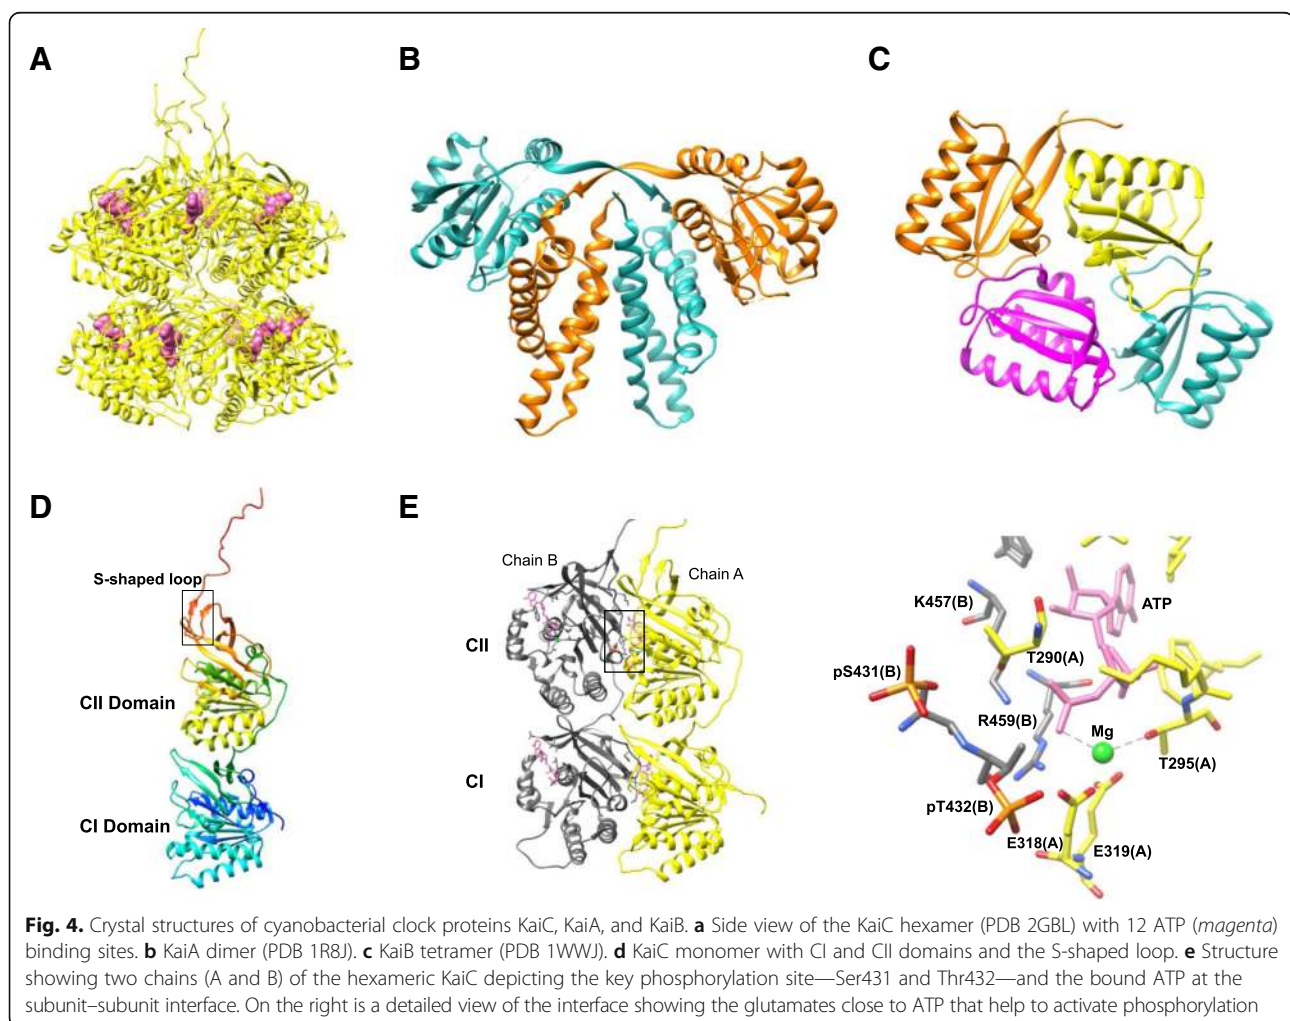 A
B
C
D
S-shaped loop
CII Domain
CI Domain
E
Chain B
Chain A
CII
CI
K457(B)
ATP
T290(A)
pS431(B)
R459(B)
Mg
T295(A)
pT432(B)
E318(A)
E319(A)
Fig. 4. Crystal structures of cyanobacterial clock proteins KaiC, KaiA, and KaiB. a Side view of the KaiC hexamer (PDB 2GBL) with 12 ATP (magenta)
binding sites. b KaiA dimer (PDB 1R8J). c KaiB tetramer (PDB 1WWJ). d KaiC monomer with CI and CII domains and the S-shaped loop. e Structure
showing two chains (A and B) of the hexameric KaiC depicting the key phosphorylation site—Ser431 and Thr432—and the bound ATP at the
subunit–subunit interface. On the right is a detailed view of the interface showing the glutamates close to ATP that help to activate phosphorylation